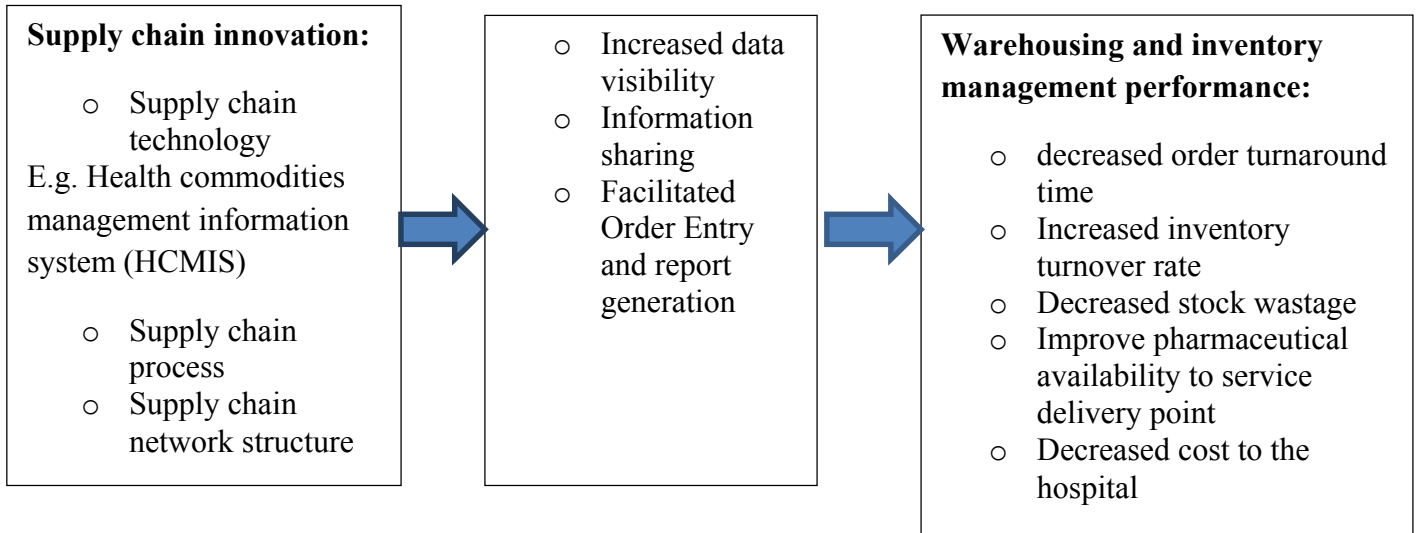 Supply chain innovation:
o Supply chain
technology
E.g. Health commodities
management information
system (HCMIS)
o Supply chain
process
o Supply chain
network structure
o Increased data
visibility
o Information
sharing
o Facilitated
Order Entry
and report
generation
Warehousing and inventory
management performance:
o decreased order turnaround
time
o Increased inventory
turnover rate
o Decreased stock wastage
o Improve pharmaceutical
availability to service
delivery point
o Decreased cost to the
hospital